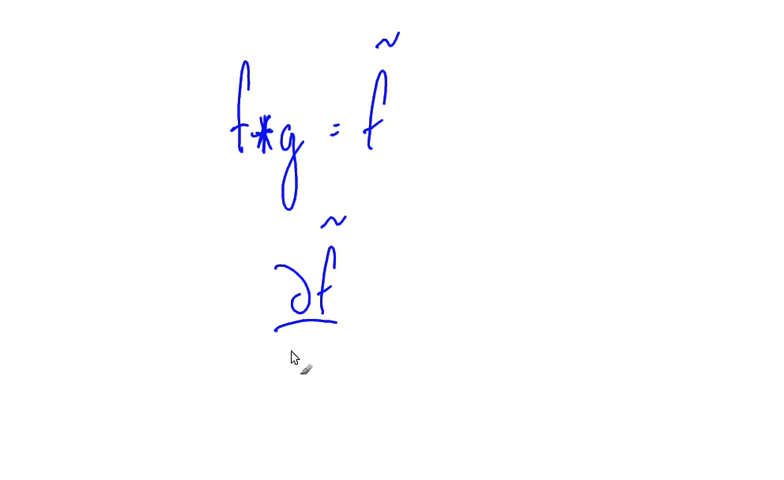 f*g = f̃
∂f̃